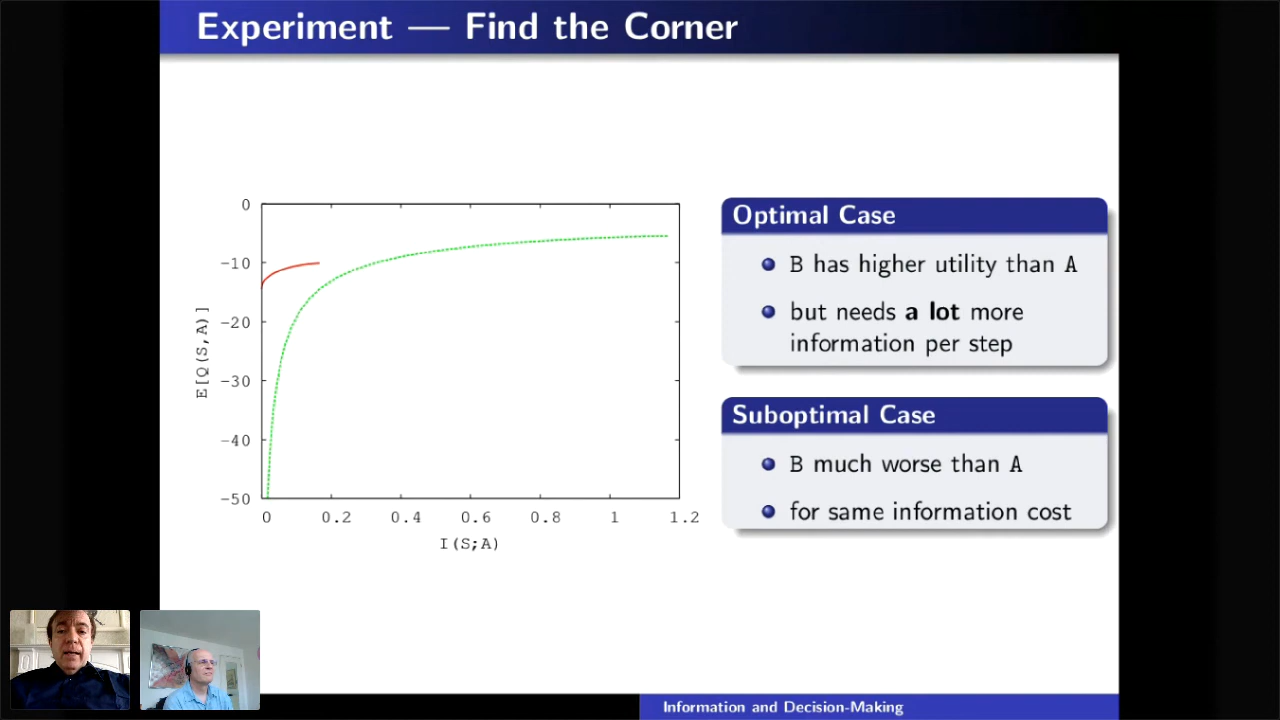 Experiment — Find the Corner
0
-10
-20
-30
-40
-50
E[Q(S,A)]
0 0.2 0.4 0.6 0.8 1 1.2
I(S;A)
Optimal Case
B has higher utility than A
but needs a lot more
information per step
Suboptimal Case
B much worse than A
for same information cost
Information and Decision-Making